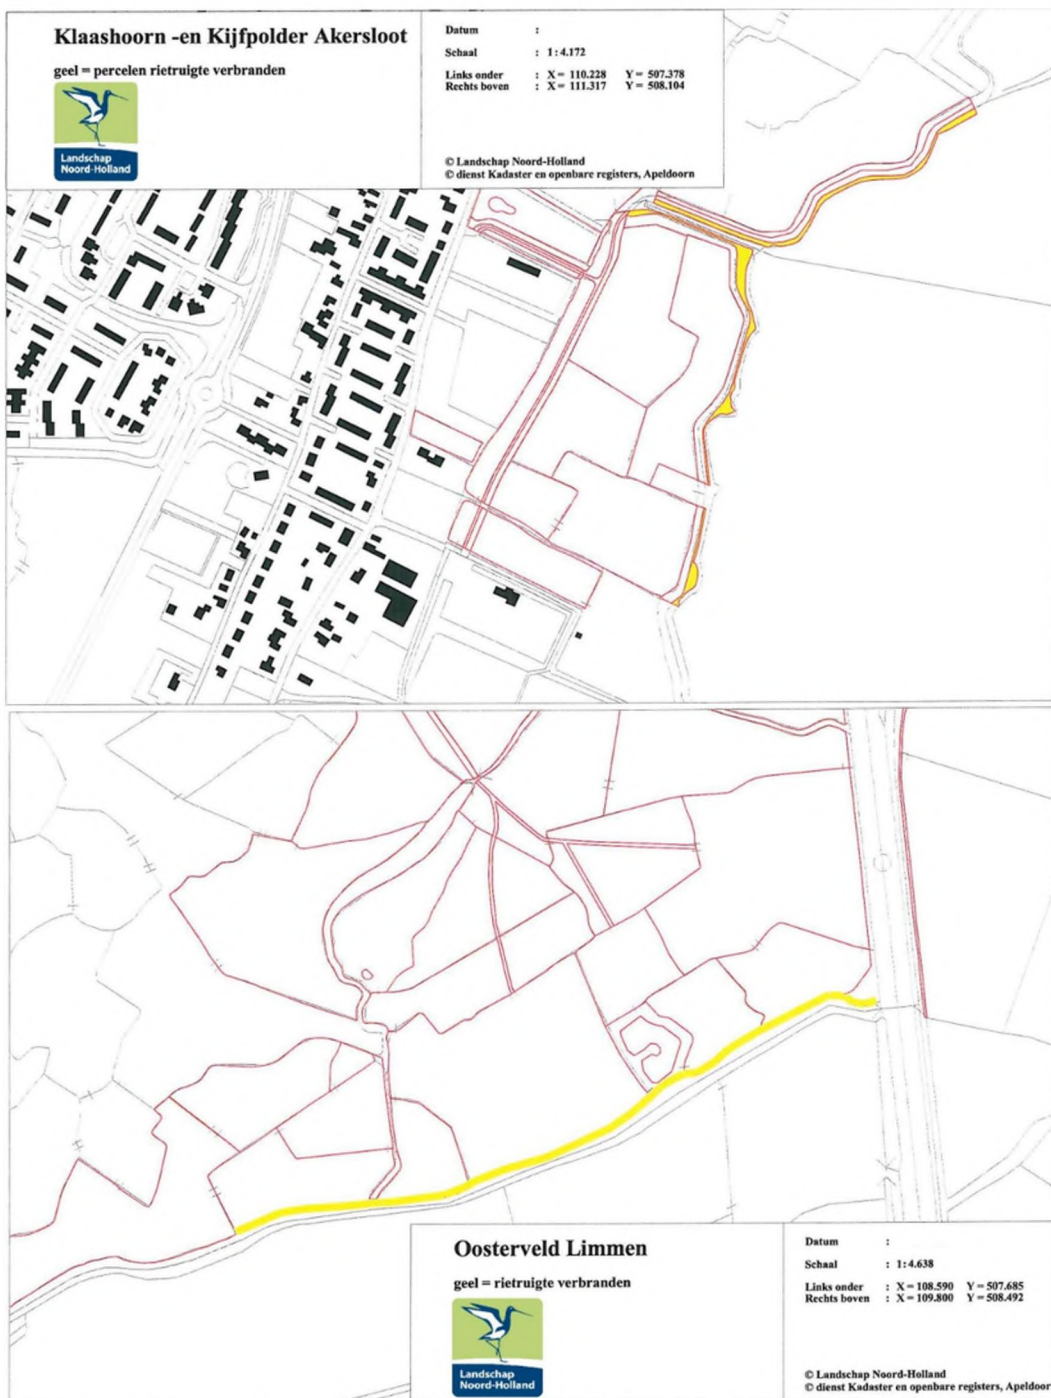 Klaashoorn -en Kijfpolder Akersloot
geel = percelen rietruigte verbranden
Landschap
Noord-Holland
Datum :
Schaal : 1:4.172
Links onder : X = 110.228 Y = 507.378
Rechts boven : X = 111.317 Y = 508.104
© Landschap Noord-Holland
© dienst Kadaster en openbare registers, Apeldoorn
Oosterveld Limmen
geel = rietruigte verbranden
Landschap
Noord-Holland
Datum :
Schaal : 1:4.638
Links onder : X = 108.590 Y = 507.685
Rechts boven : X = 109.800 Y = 508.492
© Landschap Noord-Holland
© dienst Kadaster en openbare registers, Apeldoor